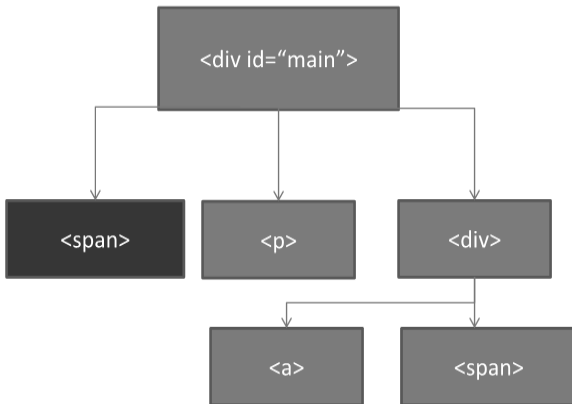 <div id=“main”>
<span>
<p>
<div>
<a>
<span>